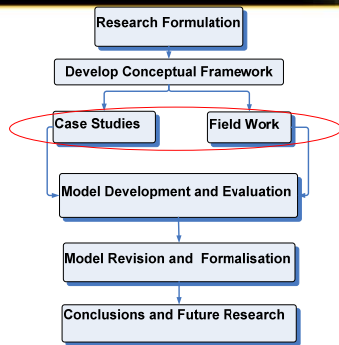 Research Formulation
Develop Conceptual Framework
Case Studies
Field Work
Model Development and Evaluation
Model Revision and Formalisation
Conclusions and Future Research